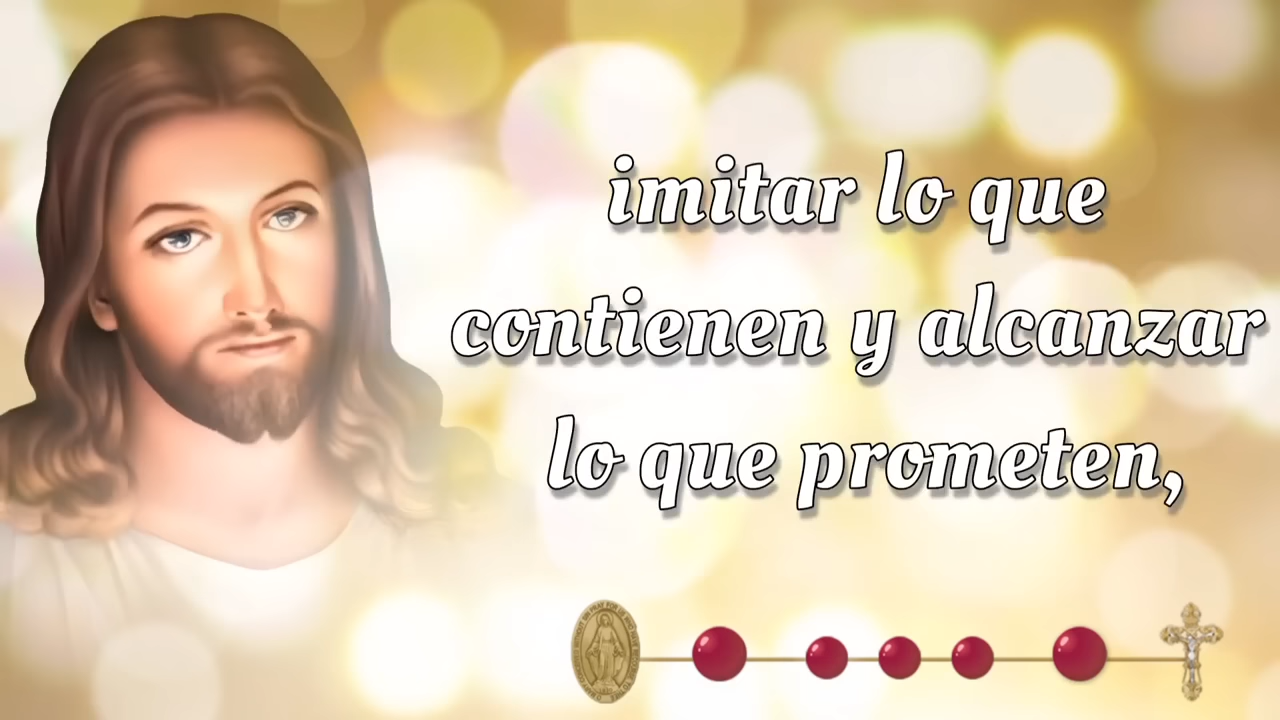 imitar lo que
contienen y alcanzar
lo que prometen,